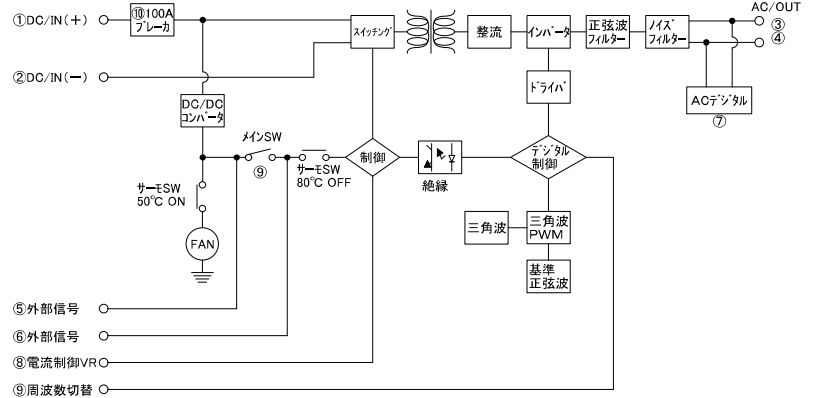 ①DC/IN(+)
⑩100A
ブレーカ
スイッチング
整流
インバータ
正弦波
フィルター
ノイズ
フィルター
AC/OUT
③
④
②DC/IN(−)
DC/DC
コンバータ
ドライバ
ACデジタル
⑦
メインSW
⑨
サーモSW
80℃ OFF
制御
絶縁
デジタル
制御
サーモSW
50℃ ON
FAN
三角波
三角波
PWM
基準
正弦波
⑤外部信号
⑥外部信号
⑧電流制御VR
⑨周波数切替